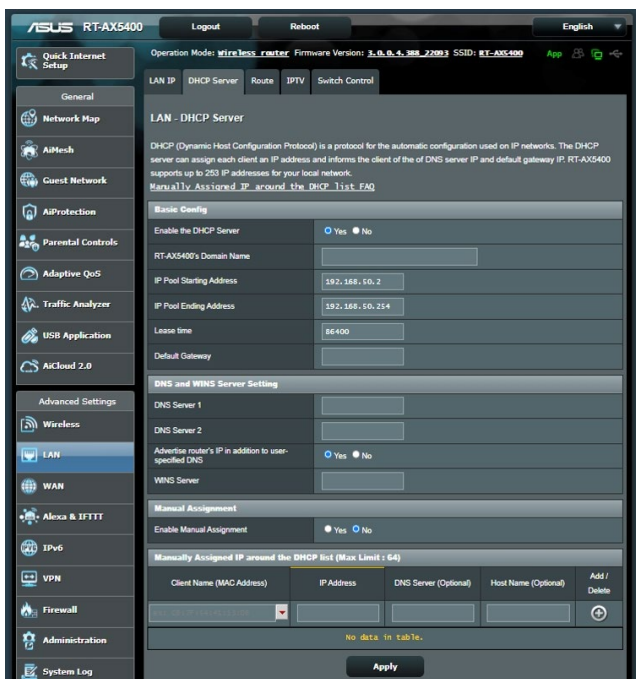 ASUS RT-AX5400 Logout Reboot English
Quick Internet Setup
Operation Mode: Wireless router Firmware Version: 3.0.0.4.388_22093 SSID: RT-AX5400 App
General
Network Map
AiMesh
Guest Network
AiProtection
Parental Controls
Adaptive QoS
Traffic Analyzer
USB Application
AiCloud 2.0
Advanced Settings
Wireless
LAN
WAN
Alexa & IFTTT
IPv6
VPN
Firewall
Administration
System Log
LAN IP DHCP Server Route IPTV Switch Control
LAN - DHCP Server
DHCP (Dynamic Host Configuration Protocol) is a protocol for the automatic configuration used on IP networks. The DHCP
server can assign each client an IP address and informs the client of the of DNS server IP and default gateway IP. RT-AX5400
supports up to 253 IP addresses for your local network.
Manually Assigned IP around the DHCP list FAQ
Basic Config
Enable the DHCP Server Yes No
RT-AX5400's Domain Name
IP Pool Starting Address 192.168.50.2
IP Pool Ending Address 192.168.50.254
Lease time 86400
Default Gateway
DNS and WINS Server Setting
DNS Server 1
DNS Server 2
Advertise router's IP in addition to user-
specified DNS Yes No
WINS Server
Manual Assignment
Enable Manual Assignment Yes No
Manually Assigned IP around the DHCP list (Max Limit : 64)
Client Name (MAC Address) IP Address DNS Server (Optional) Host Name (Optional) Add / Delete
No data in table.
Apply